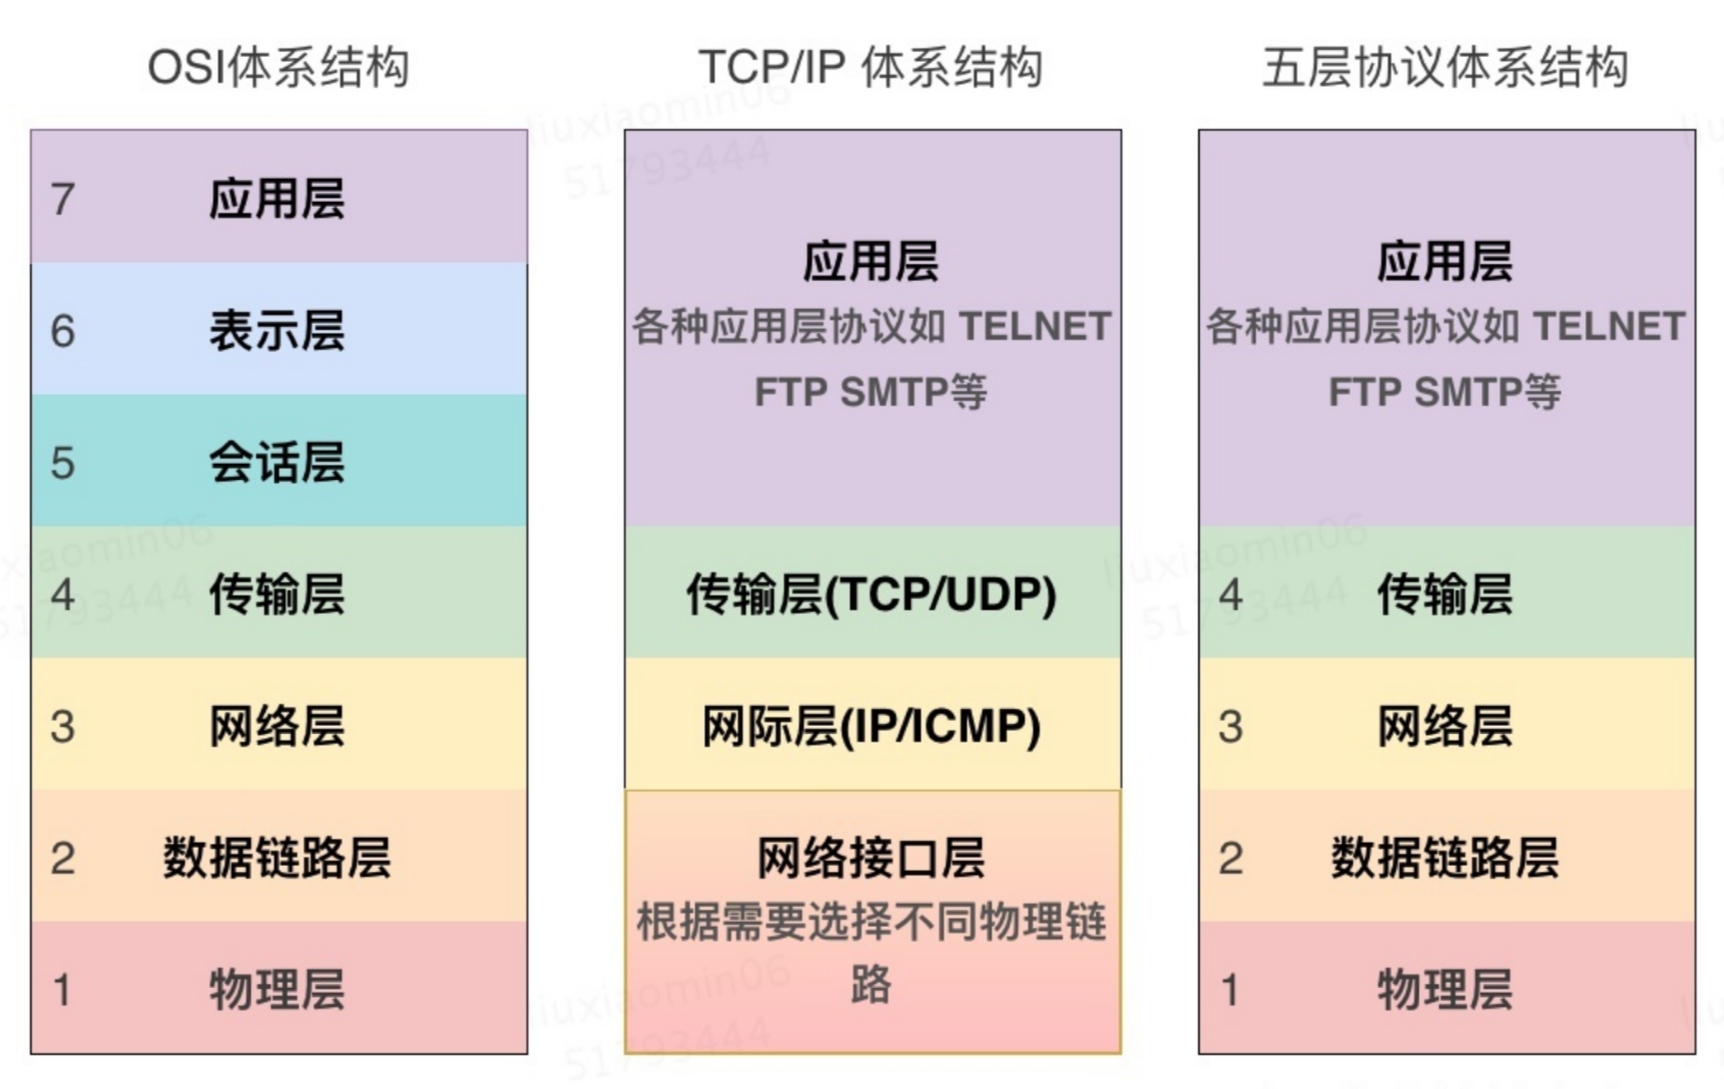 OSI体系结构
7 应用层
6 表示层
5 会话层
4 传输层
3 网络层
2 数据链路层
1 物理层
TCP/IP 体系结构
应用层
各种应用层协议如 TELNET
FTP SMTP等
传输层(TCP/UDP)
网际层(IP/ICMP)
网络接口层
根据需要选择不同物理链
路
五层协议体系结构
应用层
各种应用层协议如 TELNET
FTP SMTP等
4 传输层
3 网络层
2 数据链路层
1 物理层
liuxiaomin06
51793444
xiaomin06
51793444
liuxiaomin06
51793444
liuxiaomin06
51793444